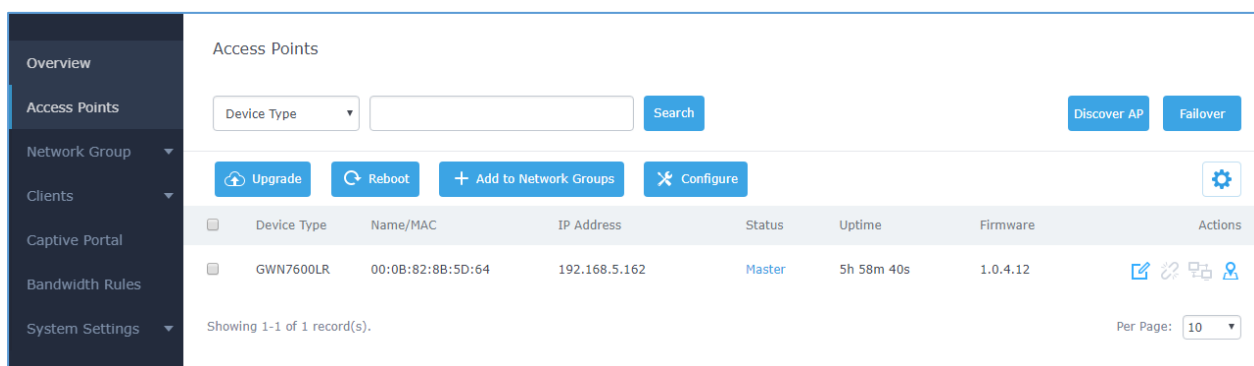 Overview
Access Points
Network Group
Clients
Captive Portal
Bandwidth Rules
System Settings
Access Points
Device Type Search Discover AP Failover
Upgrade Reboot + Add to Network Groups Configure
Device Type Name/MAC IP Address Status Uptime Firmware Actions
GWN7600LR 00:0B:82:8B:5D:64 192.168.5.162 Master 5h 58m 40s 1.0.4.12
Showing 1-1 of 1 record(s). Per Page: 10